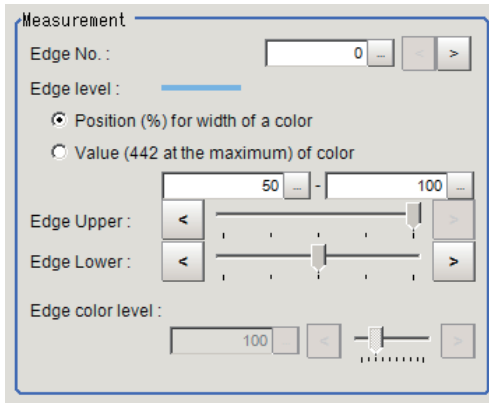 Measurement
Edge No. : 0 ... < >
Edge level :
Position (%) for width of a color
Value (442 at the maximum) of color
50 ... - 100 ...
Edge Upper : < >
Edge Lower : < >
Edge color level :
100 ... < >